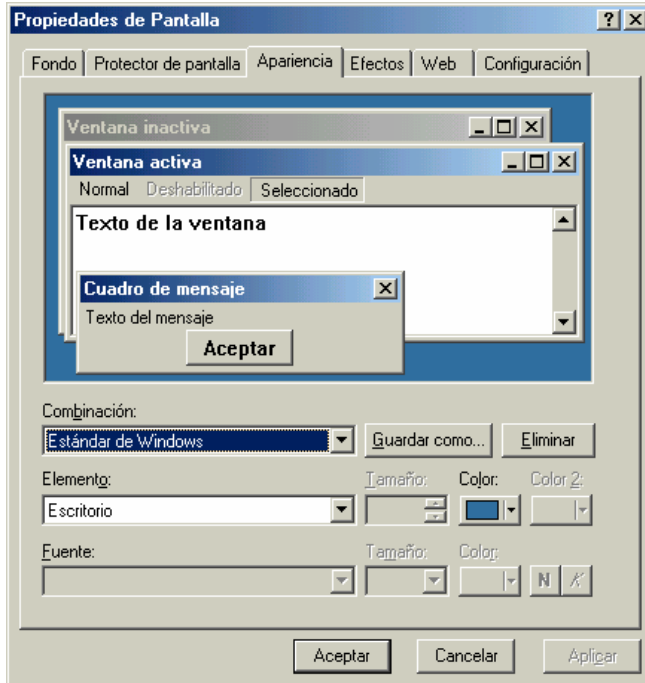 Propiedades de Pantalla
Fondo Protector de pantalla Apariencia Efectos Web Configuración
Ventana inactiva
Ventana activa
Normal Deshabilitado Seleccionado
Texto de la ventana
Cuadro de mensaje
Texto del mensaje
Aceptar
Combinación:
Estándar de Windows Guardar como... Eliminar
Elemento: Tamaño: Color: Color 2:
Escritorio
Fuente: Tamaño: Color:
N K
Aceptar Cancelar Aplicar